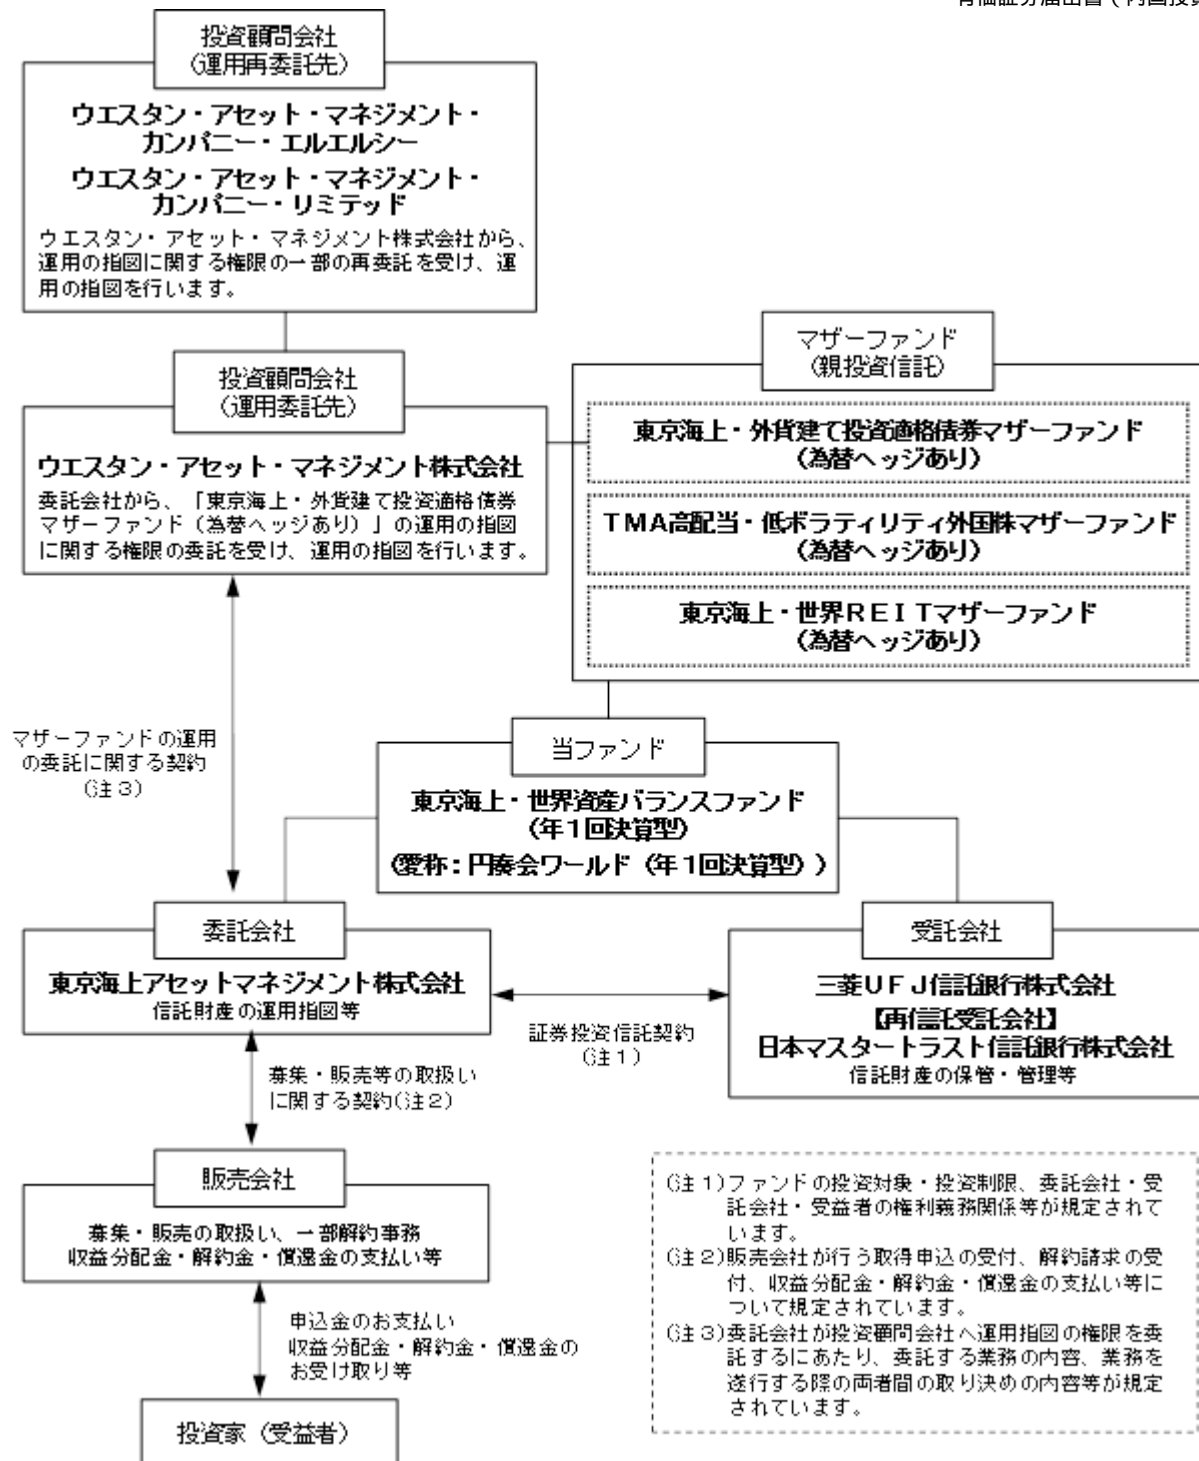 有価証券届出書（内国投資
投資顧問会社
（運用再委託先）
ウエスタン・アセット・マネジメント・
カンパニー・エルエルシー
ウエスタン・アセット・マネジメント・
カンパニー・リミテッド
ウエスタン・アセット・マネジメント株式会社から、
運用の指図に関する権限の一部の再委託を受け、運
用の指図を行います。
投資顧問会社
（運用委託先）
ウエスタン・アセット・マネジメント株式会社
委託会社から、「東京海上・外貨建て投資適格債券
マザーファンド（為替ヘッジあり）」の運用の指図
に関する権限の委託を受け、運用の指図を行います。
マザーファンド
（親投資信託）
東京海上・外貨建て投資適格債券マザーファンド
（為替ヘッジあり）
ＴＭＡ高配当・低ボラティリティ外国株マザーファンド
（為替ヘッジあり）
東京海上・世界ＲＥＩＴマザーファンド
（為替ヘッジあり）
マザーファンドの運用
の委託に関する契約
（注３）
当ファンド
東京海上・世界資産バランスファンド
（年１回決算型）
（愛称：円奏会ワールド（年１回決算型））
委託会社
東京海上アセットマネジメント株式会社
信託財産の運用指図等
証券投資信託契約
（注１）
受託会社
三菱ＵＦＪ信託銀行株式会社
【再信託受託会社】
日本マスタートラスト信託銀行株式会社
信託財産の保管・管理等
募集・販売等の取扱い
に関する契約（注２）
販売会社
募集・販売の取扱い、一部解約事務
収益分配金・解約金・償還金の支払い等
申込金のお支払い
収益分配金・解約金・償還金の
お受け取り等
投資家（受益者）
（注１）ファンドの投資対象・投資制限、委託会社・受
託会社・受益者の権利義務関係等が規定されて
います。
（注２）販売会社が行う取得申込の受付、解約請求の受
付、収益分配金・解約金・償還金の支払い等に
ついて規定されています。
（注３）委託会社が投資顧問会社へ運用指図の権限を委
託するにあたり、委託する業務の内容、業務を
遂行する際の両者間の取り決めの内容等が規定
されています。